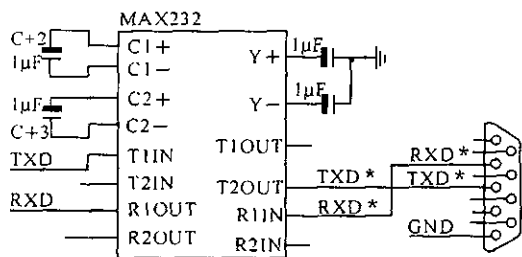 MAX232
C+2
1µF
1µF
C+3
TXD
RXD
C1+
C1−
C2+
C2−
T1IN
T2IN
R1OUT
R2OUT
Y+
Y−
T1OUT
T2OUT
R1IN
R2IN
1µF
1µF
TXD*
RXD*
RXD*
TXD*
GND